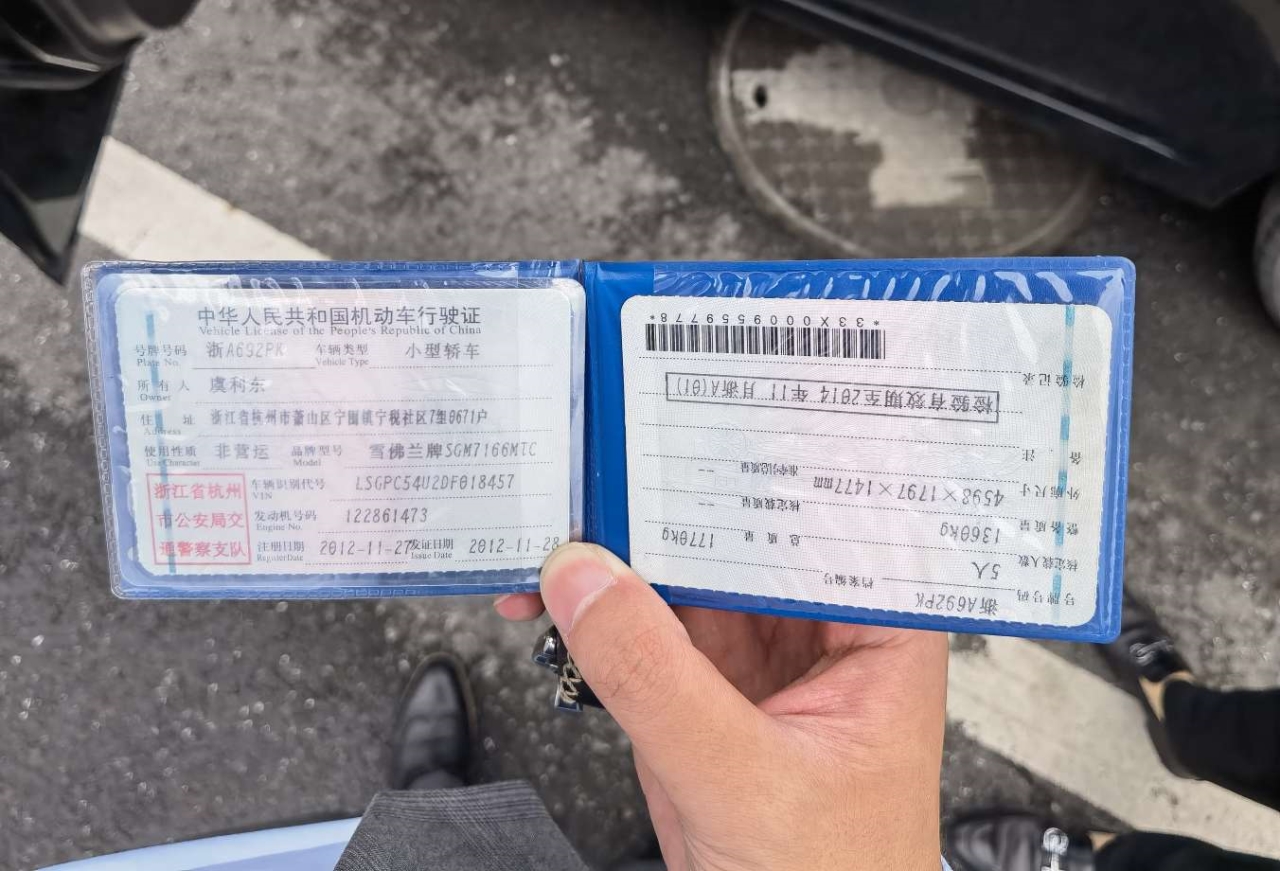 中华人民共和国机动车行驶证
Vehicle License of the People's Republic of China
号牌号码 浙A692PK 车辆类型 小型轿车
Plate No. Vehicle Type
所有人 虞利东
Owner
住址 浙江省杭州市萧山区宁围镇宁税社区7组0671户
Address
使用性质 非营运 品牌型号 雪佛兰牌SGM7166MTC
Use Character Model
浙江省杭州
市公安局交
通警察支队
车辆识别代号 LSGPC54U2DF018457
VIN
发动机号码 122861473
Engine No.
注册日期 2012-11-27 发证日期 2012-11-28
RegisterDate Issue Date
号牌号码 浙A692PK 档案编号
核定载人数 5人 总质量 1770kg
整备质量 1360kg 核定载质量 --
外廓尺寸 4598×1797×1477mm 准牵引总质量 --
备注
检验有效期至2014年11月浙A(01)
检验记录
*33X0009559778*